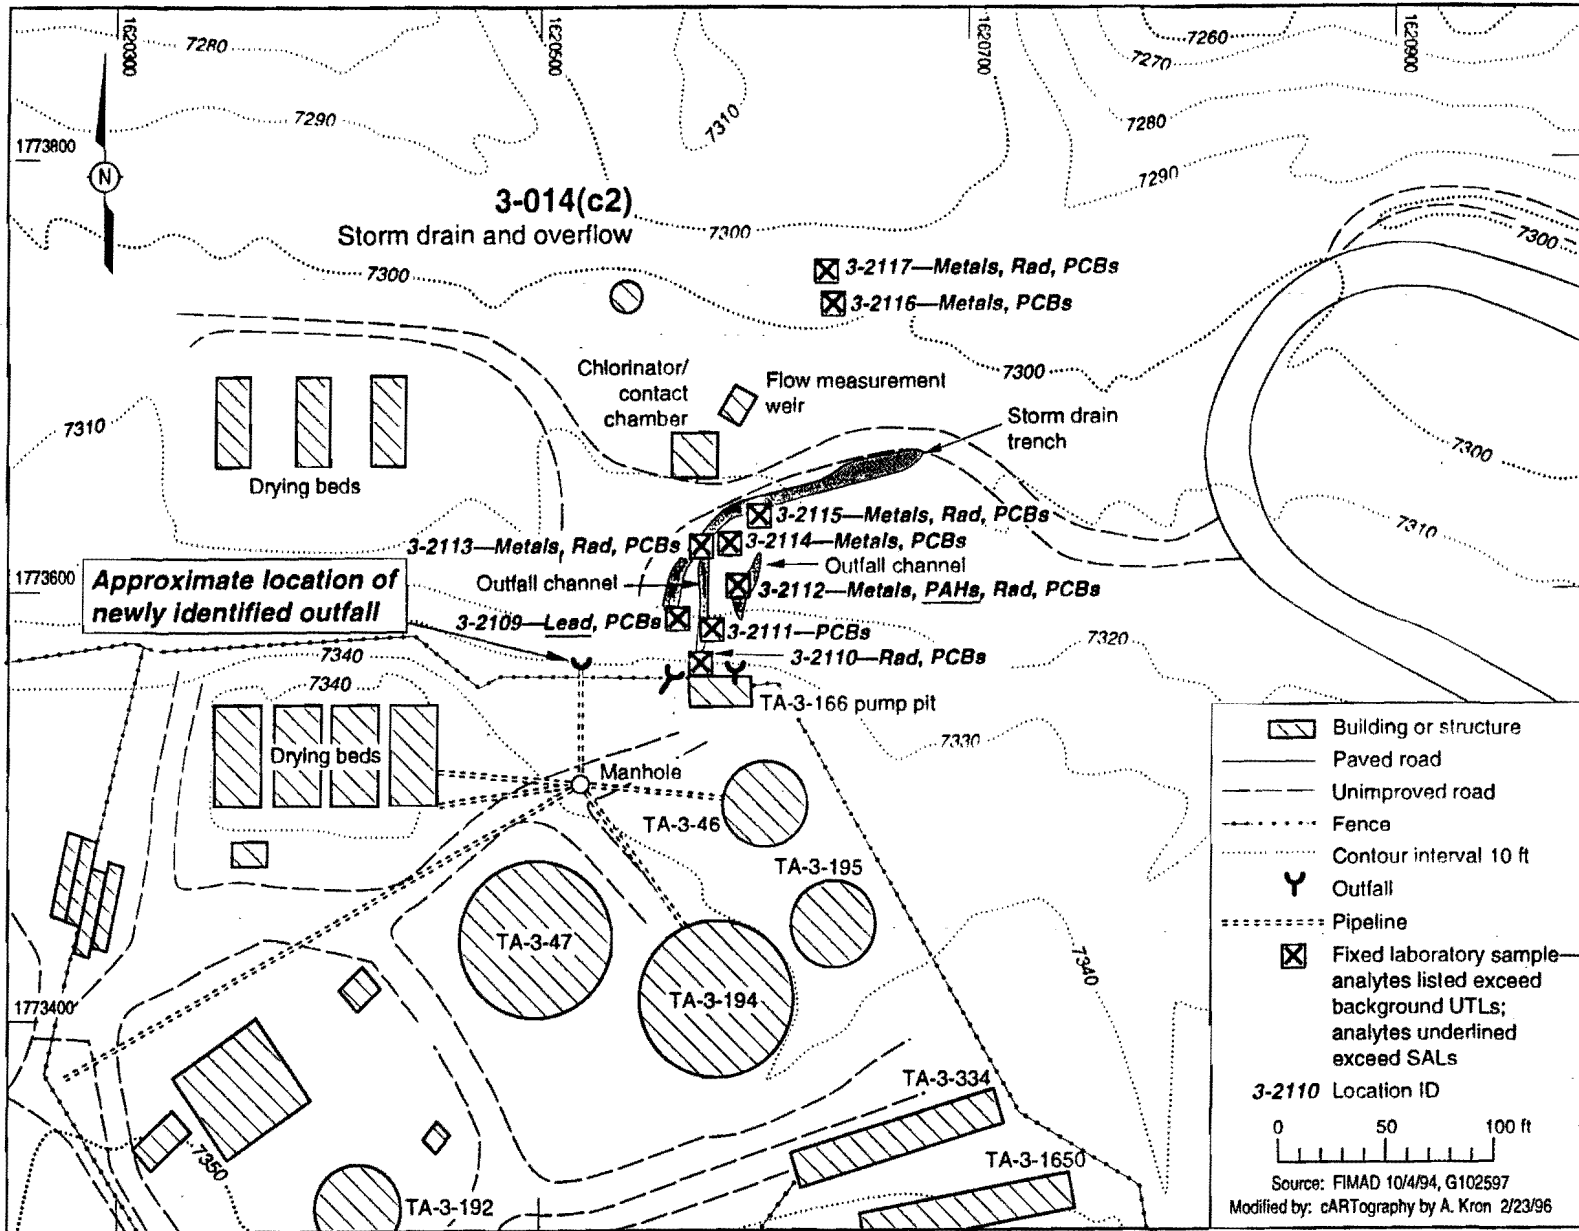 1620300
1620500
1620700
1620900
7280
7260
7270
7290
7310
7280
1773800
7290
N
3-014(c2)
Storm drain and overflow
7300
7300
7300
3-2117—Metals, Rad, PCBs
3-2116—Metals, PCBs
Chlorinator/
contact
chamber
Flow measurement
weir
7300
Storm drain
trench
7310
7300
Drying beds
3-2115—Metals, Rad, PCBs
7310
3-2113—Metals, Rad, PCBs
3-2114—Metals, PCBs
Outfall channel
1773600
Approximate location of
newly identified outfall
Outfall channel
3-2112—Metals, PAHs, Rad, PCBs
3-2109—Lead, PCBs
3-2111—PCBs
7320
7340
3-2110—Rad, PCBs
7340
TA-3-166 pump pit
7330
Drying beds
Manhole
TA-3-46
TA-3-195
TA-3-47
TA-3-194
7340
1773400
TA-3-334
TA-3-1650
7350
TA-3-192
Building or structure
Paved road
Unimproved road
Fence
Contour interval 10 ft
Outfall
Pipeline
Fixed laboratory sample—
analytes listed exceed
background UTLs;
analytes underlined
exceed SALs
3-2110 Location ID
0 50 100 ft
Source: FIMAD 10/4/94, G102597
Modified by: cARTography by A. Kron 2/23/96